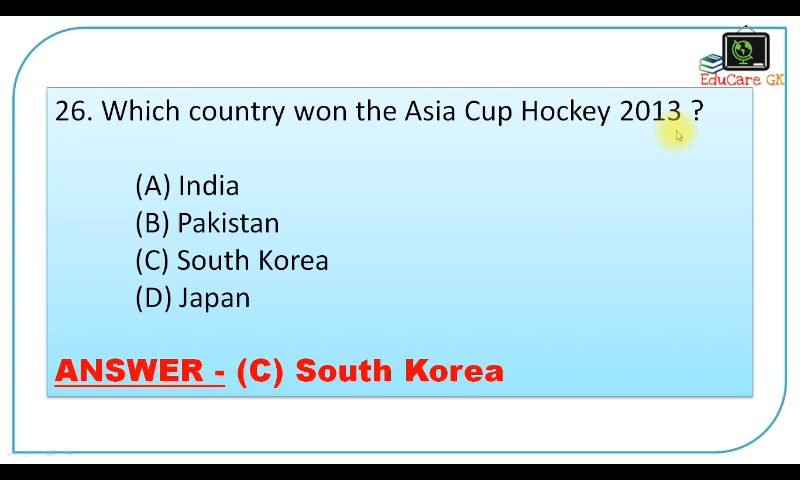 EduCare GK
26. Which country won the Asia Cup Hockey 2013 ?
(A) India
(B) Pakistan
(C) South Korea
(D) Japan
ANSWER - (C) South Korea